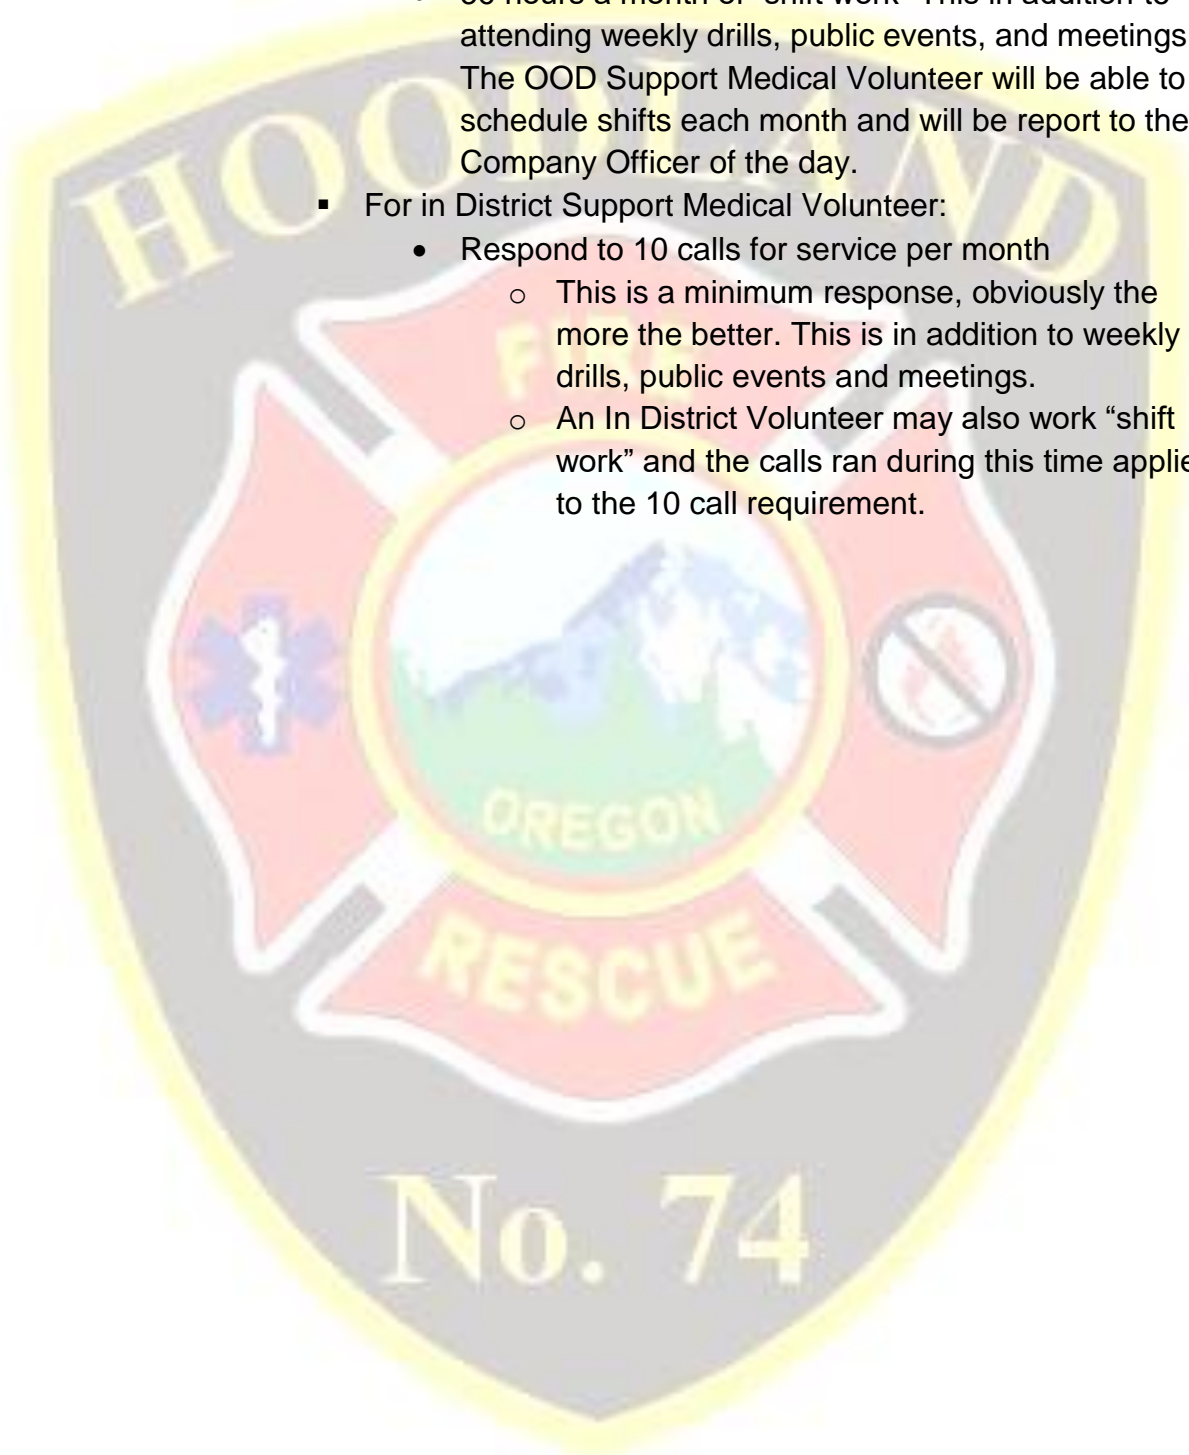 attending weekly drills, public events, and meetings
The OOD Support Medical Volunteer will be able to
schedule shifts each month and will be report to the
Company Officer of the day.
▪ For in District Support Medical Volunteer:
• Respond to 10 calls for service per month
o This is a minimum response, obviously the
more the better. This is in addition to weekly
drills, public events and meetings.
o An In District Volunteer may also work “shift
work” and the calls ran during this time applie
to the 10 call requirement.
HOODLAND
FIRE
OREGON
RESCUE
No. 74